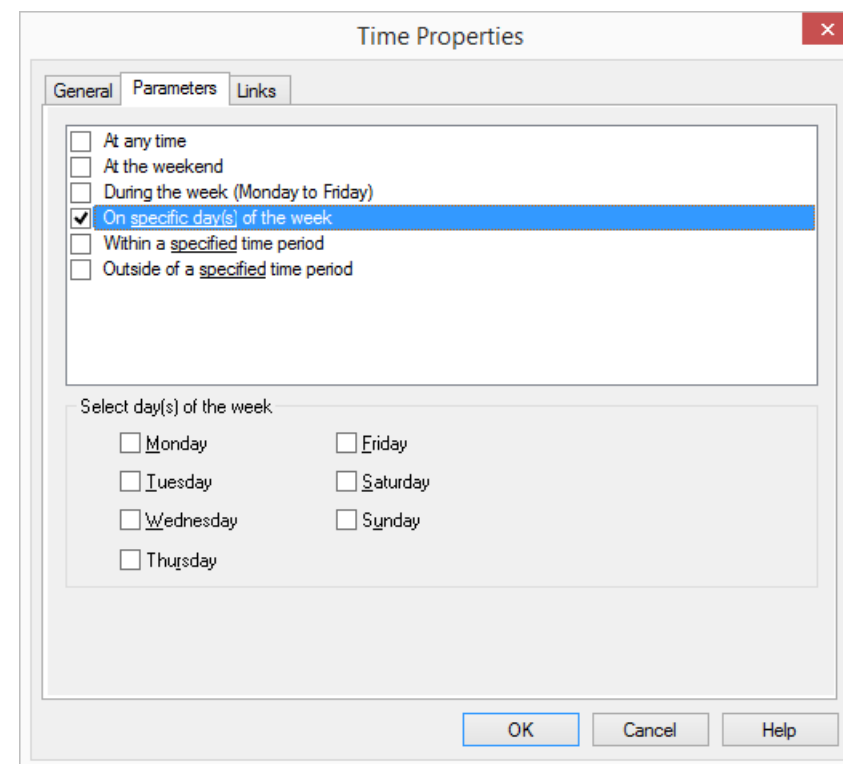 Time Properties
General Parameters Links
At any time
At the weekend
During the week (Monday to Friday)
On specific day(s) of the week
Within a specified time period
Outside of a specified time period
Select day(s) of the week
Monday Friday
Tuesday Saturday
Wednesday Sunday
Thursday
OK Cancel Help